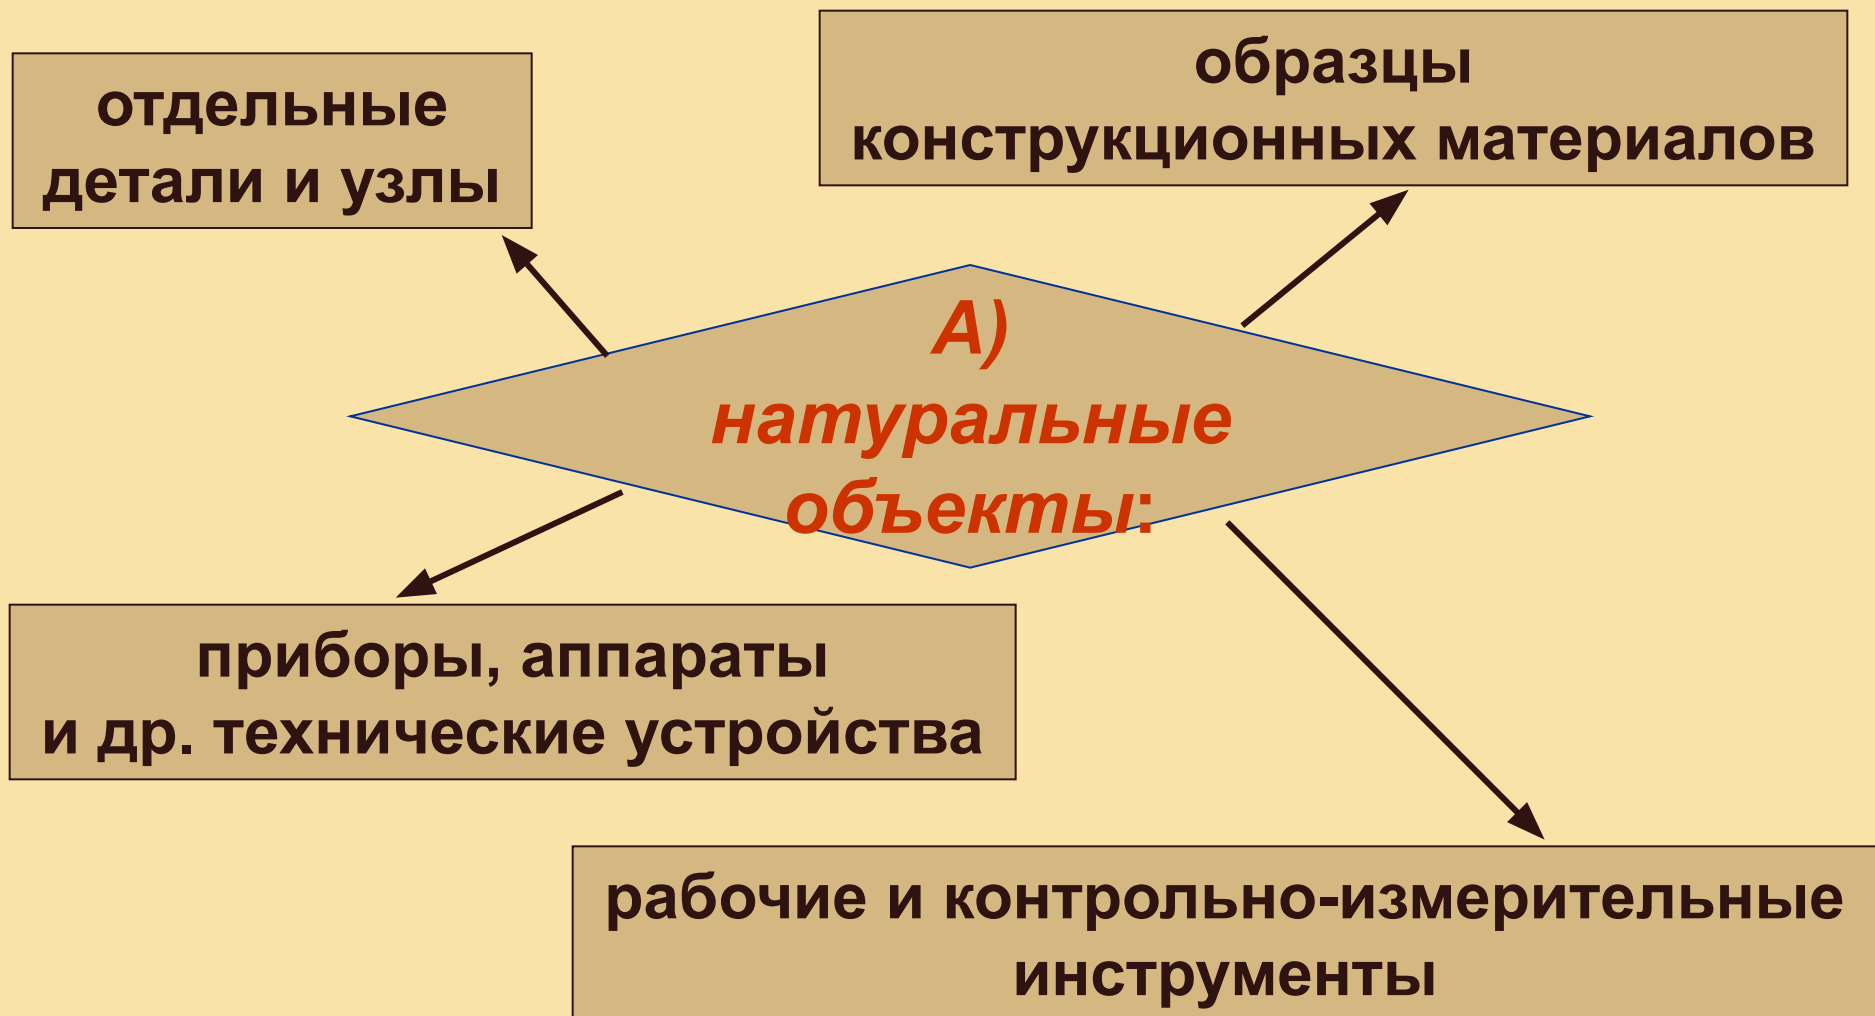 отдельные
детали и узлы
образцы
конструкционных материалов
А)
натуральные
объекты:
приборы, аппараты
и др. технические устройства
рабочие и контрольно-измерительные
инструменты